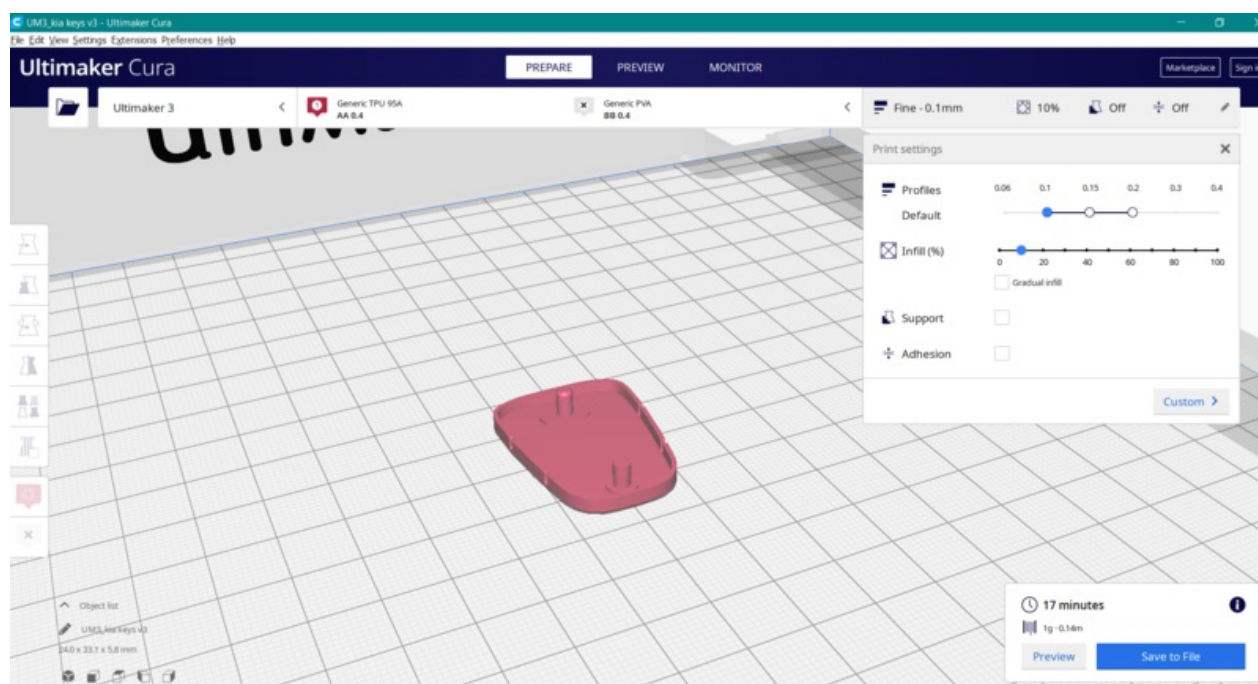 UM3_kia keys v3 - Ultimaker Cura
File Edit View Settings Extensions Preferences Help
Ultimaker Cura
PREPARE PREVIEW MONITOR
Marketplace
Ultimaker 3
Generic TPU 95A
AA 0.4
Generic PVA
BB 0.4
Fine - 0.1mm 10% Off Off
Print settings
Profiles 0.06 0.1 0.15 0.2 0.3 0.4
Default
Infill (%)
0 20 40 60 80 100
Gradual infill
Support
Adhesion
Custom
Object list
UM3_kia keys v3
24.0 x 33.1 x 5.8 mm
17 minutes
1g · 0.14m
Preview Save to File